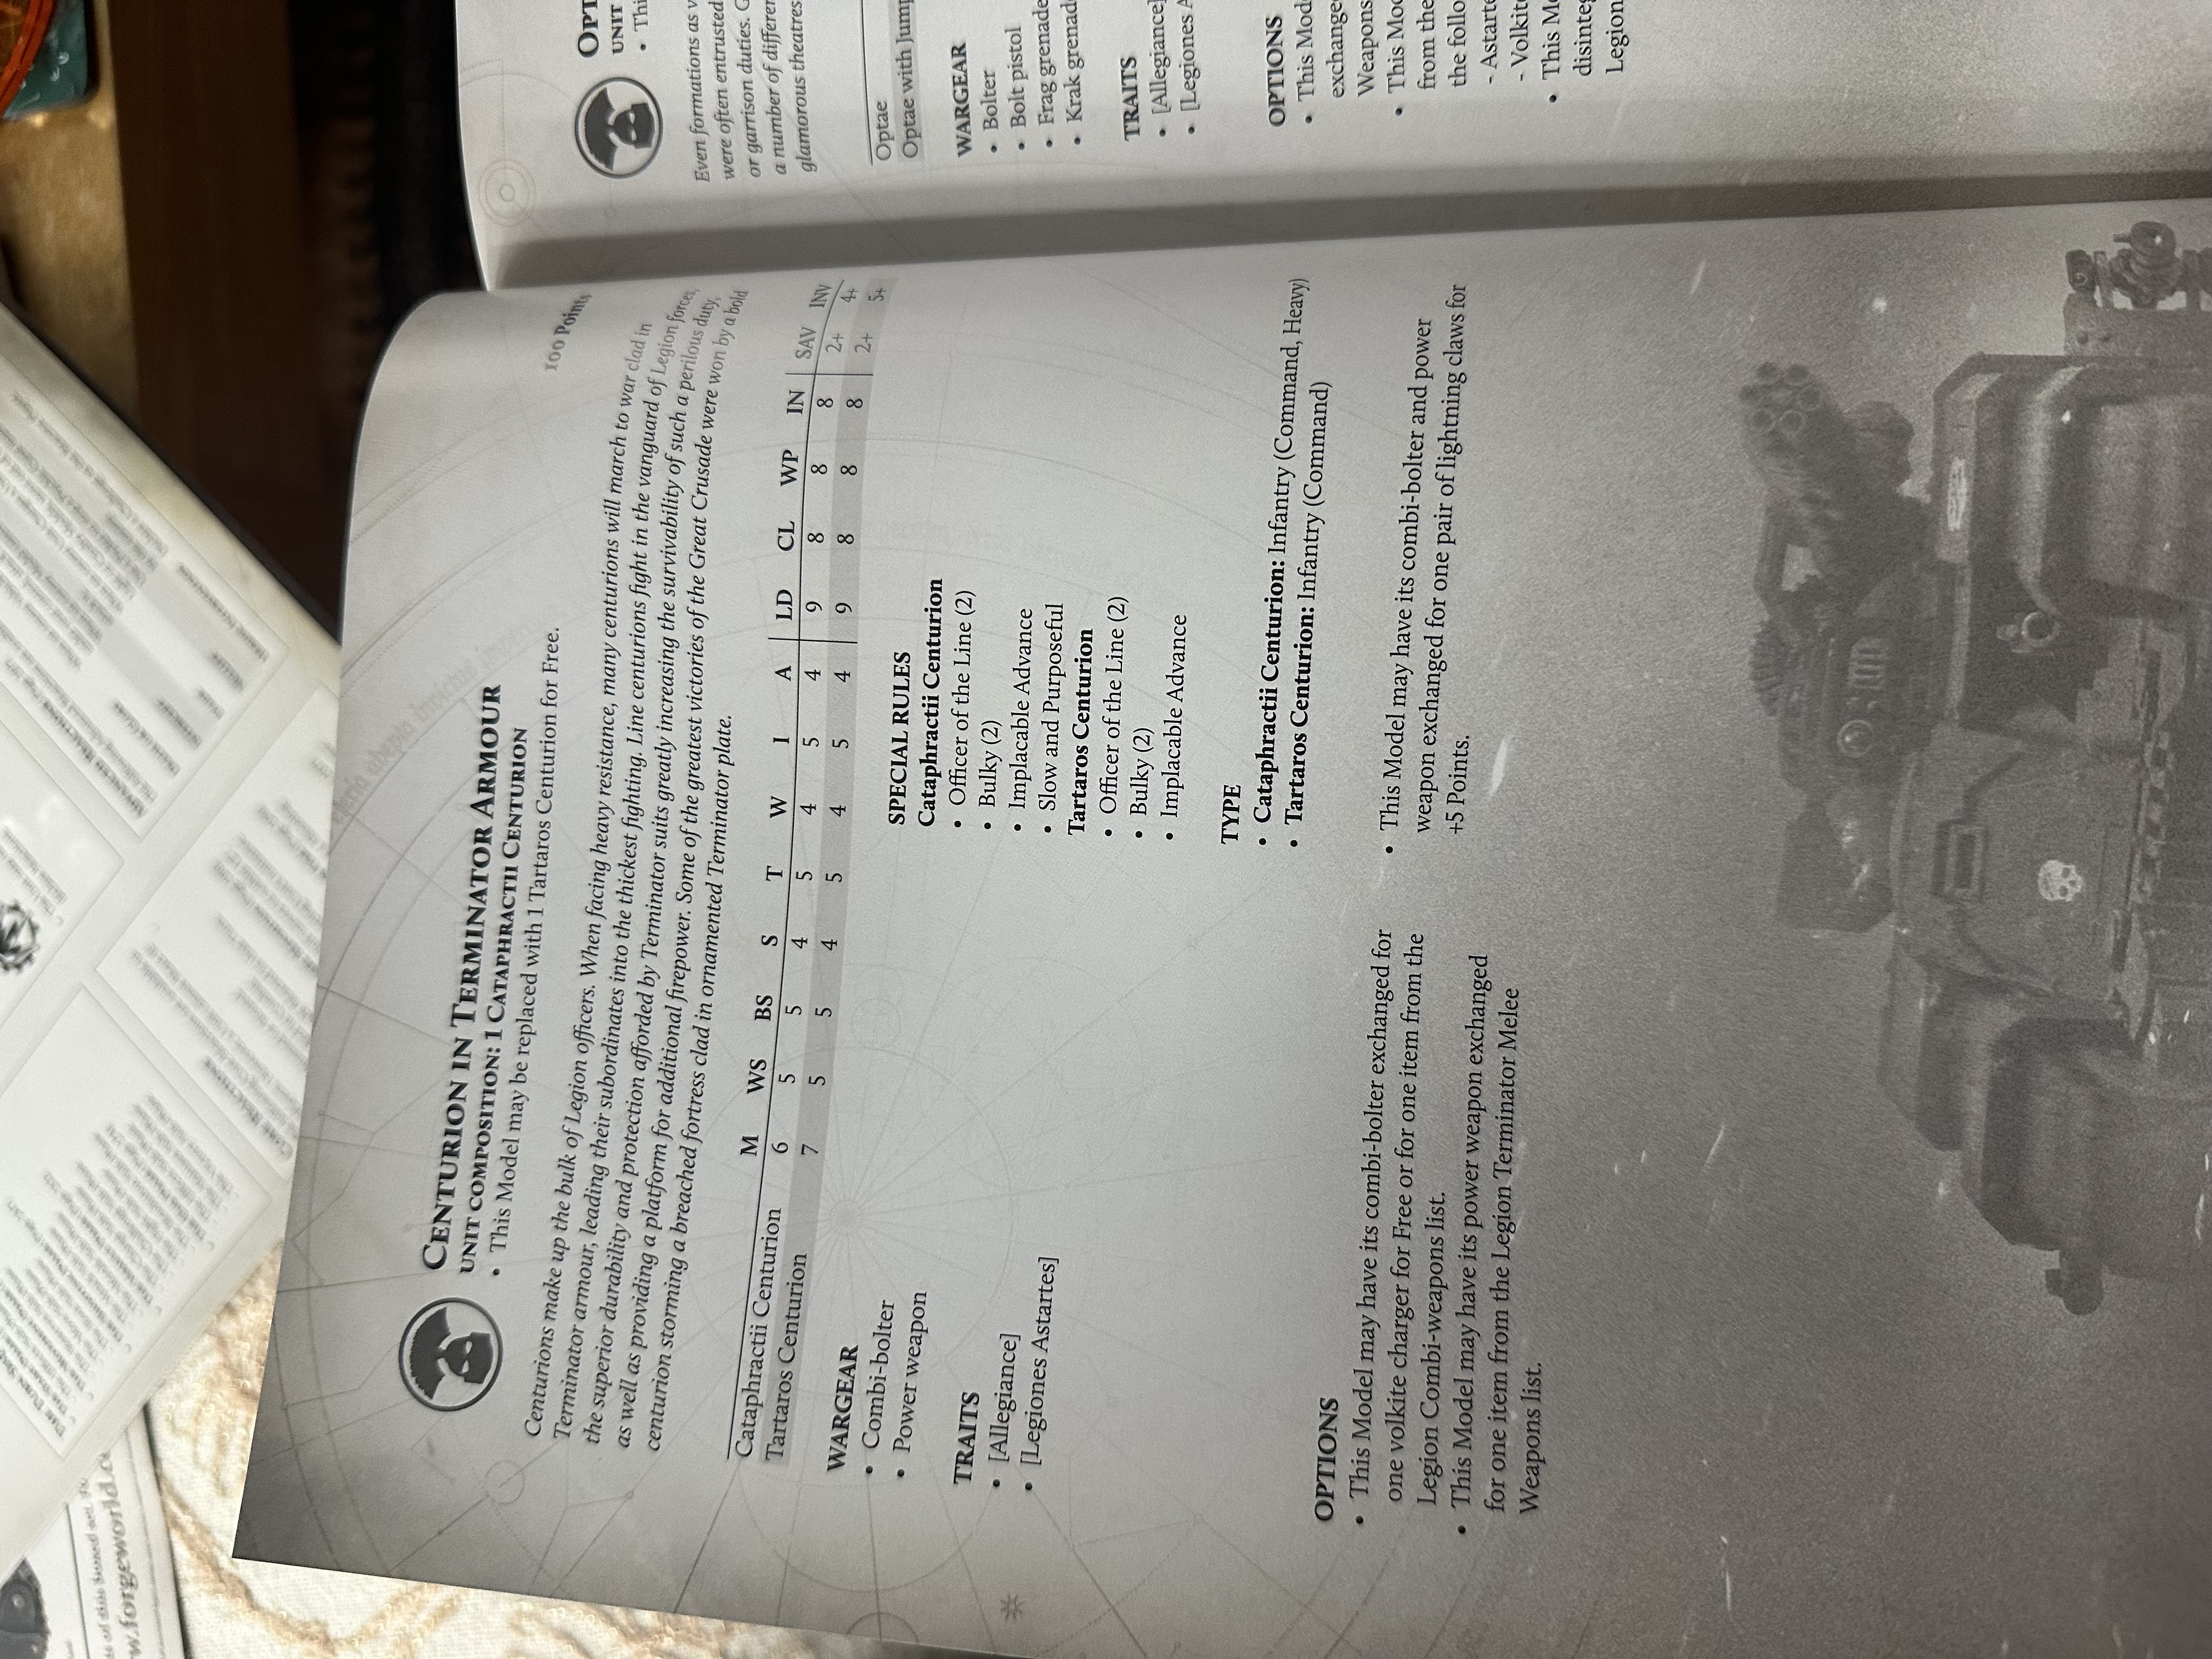 w.forgeworld.c
CORE REACTIONS
CENTURION IN TERMINATOR ARMOUR
UNIT COMPOSITION: 1 CATAPHRACTII CENTURION
• This Model may be replaced with 1 Tartaros Centurion for Free.
100 Points
Centurions make up the bulk of Legion officers. When facing heavy resistance, many centurions will march to war clad in
Terminator armour, leading their subordinates into the thickest fighting. Line centurions fight in the vanguard of Legion forces,
the superior durability and protection afforded by Terminator suits greatly increasing the survivability of such a perilous duty,
as well as providing a platform for additional firepower. Some of the greatest victories of the Great Crusade were won by a bold
centurion storming a breached fortress clad in ornamented Terminator plate.
M WS BS S T W I A LD CL WP IN SAV INV
Cataphractii Centurion 6 5 5 4 5 4 5 4 9 8 8 8 2+ 4+
Tartaros Centurion 7 5 5 4 5 4 5 4 9 8 8 8 2+ 5+
WARGEAR
• Combi-bolter
• Power weapon
TRAITS
• [Allegiance]
• [Legiones Astartes]
SPECIAL RULES
Cataphractii Centurion
• Officer of the Line (2)
• Bulky (2)
• Implacable Advance
• Slow and Purposeful
Tartaros Centurion
• Officer of the Line (2)
• Bulky (2)
• Implacable Advance
TYPE
• Cataphractii Centurion: Infantry (Command, Heavy)
• Tartaros Centurion: Infantry (Command)
OPTIONS
• This Model may have its combi-bolter exchanged for
one volkite charger for Free or for one item from the
Legion Combi-weapons list.
• This Model may have its power weapon exchanged
for one item from the Legion Terminator Melee
Weapons list.
• This Model may have its combi-bolter and power
weapon exchanged for one pair of lightning claws for
+5 Points.
OPT
UNIT
• Thi
Even formations as v
were often entrusted
or garrison duties. G
a number of differen
glamorous theatres
Optae
Optae with Jump
WARGEAR
• Bolter
• Bolt pistol
• Frag grenade
• Krak grenad
TRAITS
• [Allegiance]
• [Legiones A
OPTIONS
• This Mod
exchange
Weapons
• This Mod
from the
the follo
- Astarte
- Volkite
• This Mo
disinteg
Legion